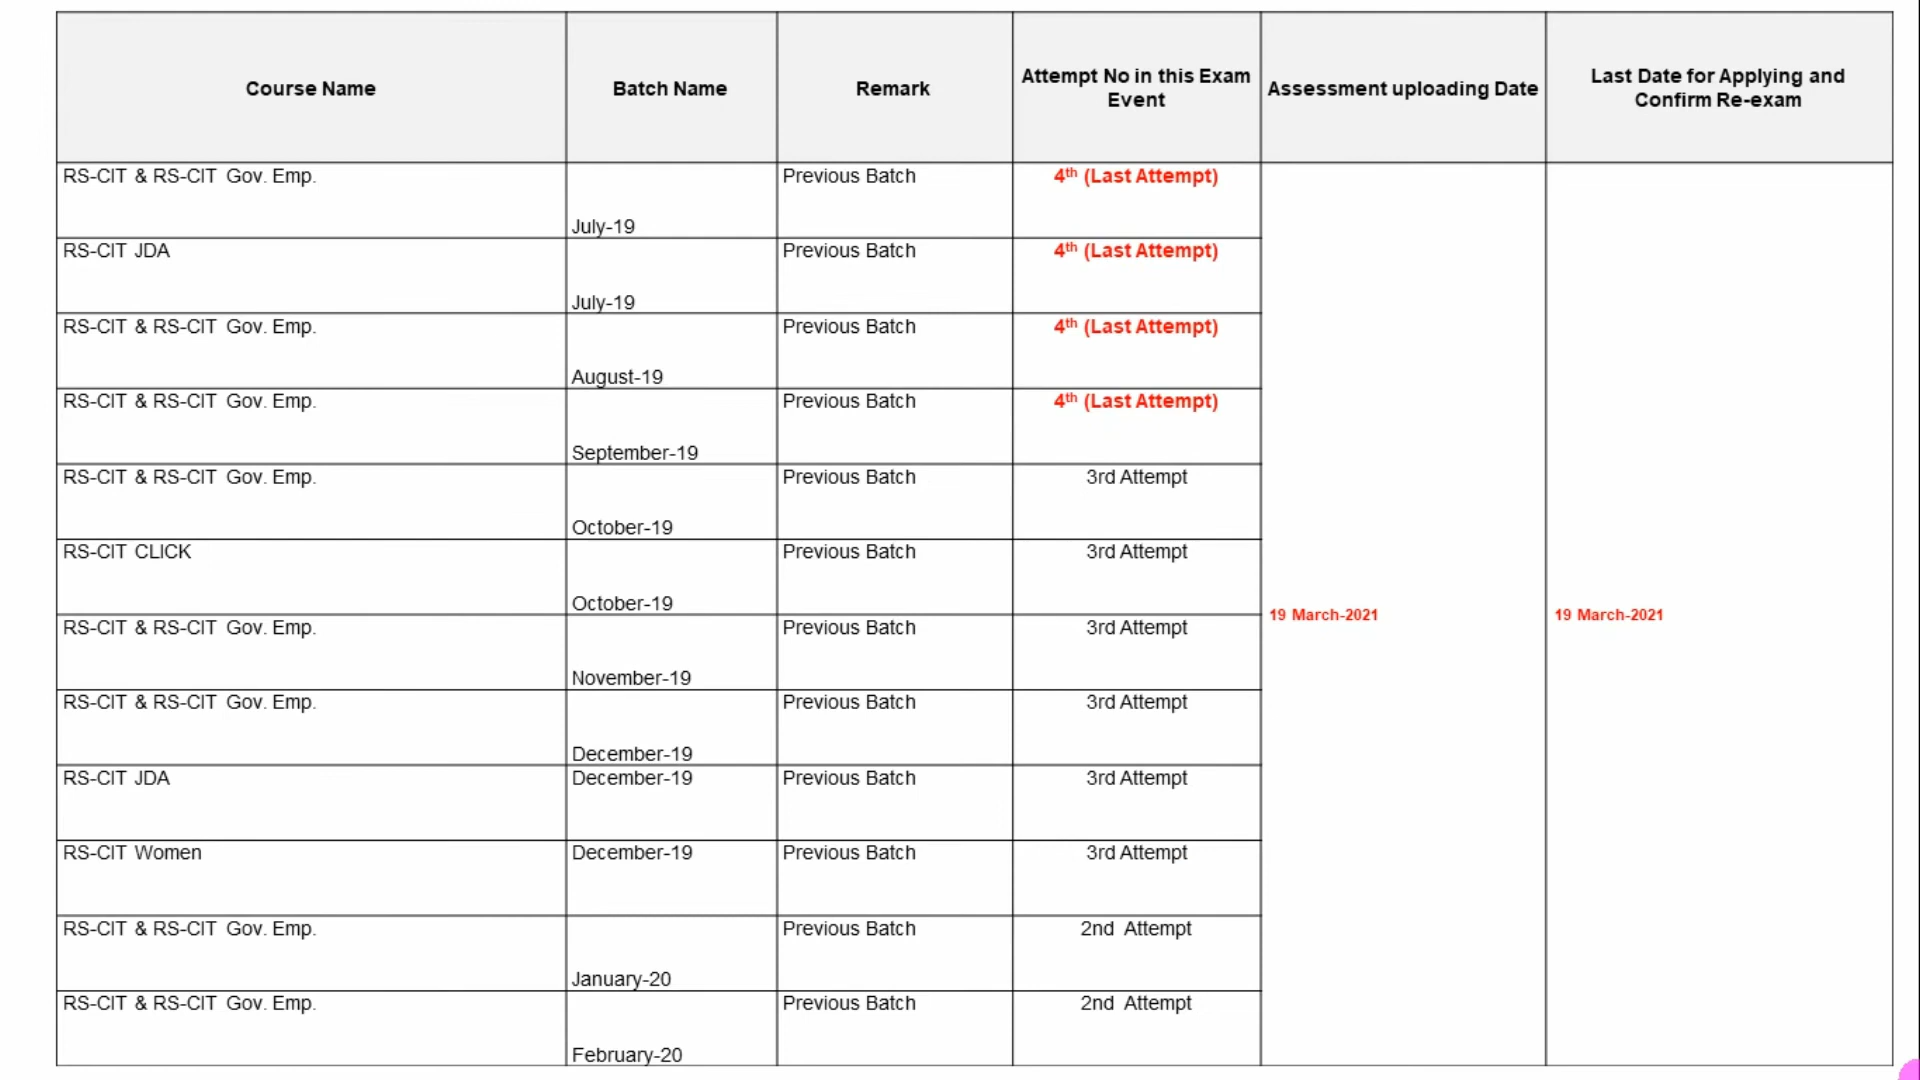 Course Name
Batch Name
Remark
Attempt No in this Exam
Event
Assessment uploading Date
Last Date for Applying and
Confirm Re-exam
RS-CIT & RS-CIT Gov. Emp.
July-19
Previous Batch
4th (Last Attempt)
RS-CIT JDA
July-19
Previous Batch
4th (Last Attempt)
RS-CIT & RS-CIT Gov. Emp.
August-19
Previous Batch
4th (Last Attempt)
RS-CIT & RS-CIT Gov. Emp.
September-19
Previous Batch
4th (Last Attempt)
RS-CIT & RS-CIT Gov. Emp.
October-19
Previous Batch
3rd Attempt
RS-CIT CLICK
October-19
Previous Batch
3rd Attempt
19 March-2021
19 March-2021
RS-CIT & RS-CIT Gov. Emp.
November-19
Previous Batch
3rd Attempt
RS-CIT & RS-CIT Gov. Emp.
December-19
Previous Batch
3rd Attempt
RS-CIT JDA
December-19
Previous Batch
3rd Attempt
RS-CIT Women
December-19
Previous Batch
3rd Attempt
RS-CIT & RS-CIT Gov. Emp.
January-20
Previous Batch
2nd Attempt
RS-CIT & RS-CIT Gov. Emp.
February-20
Previous Batch
2nd Attempt